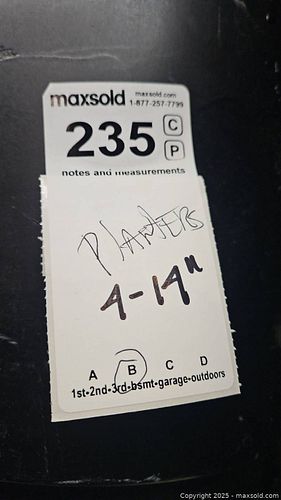 maxsold maxsold.com
1-877-257-7799
235 C
P
notes and measurements
PlANTERS
4-14"
A B C D
1st-2nd-3rd-bsmt-garage-outdoors
Copyright © 2025 - maxsold.com